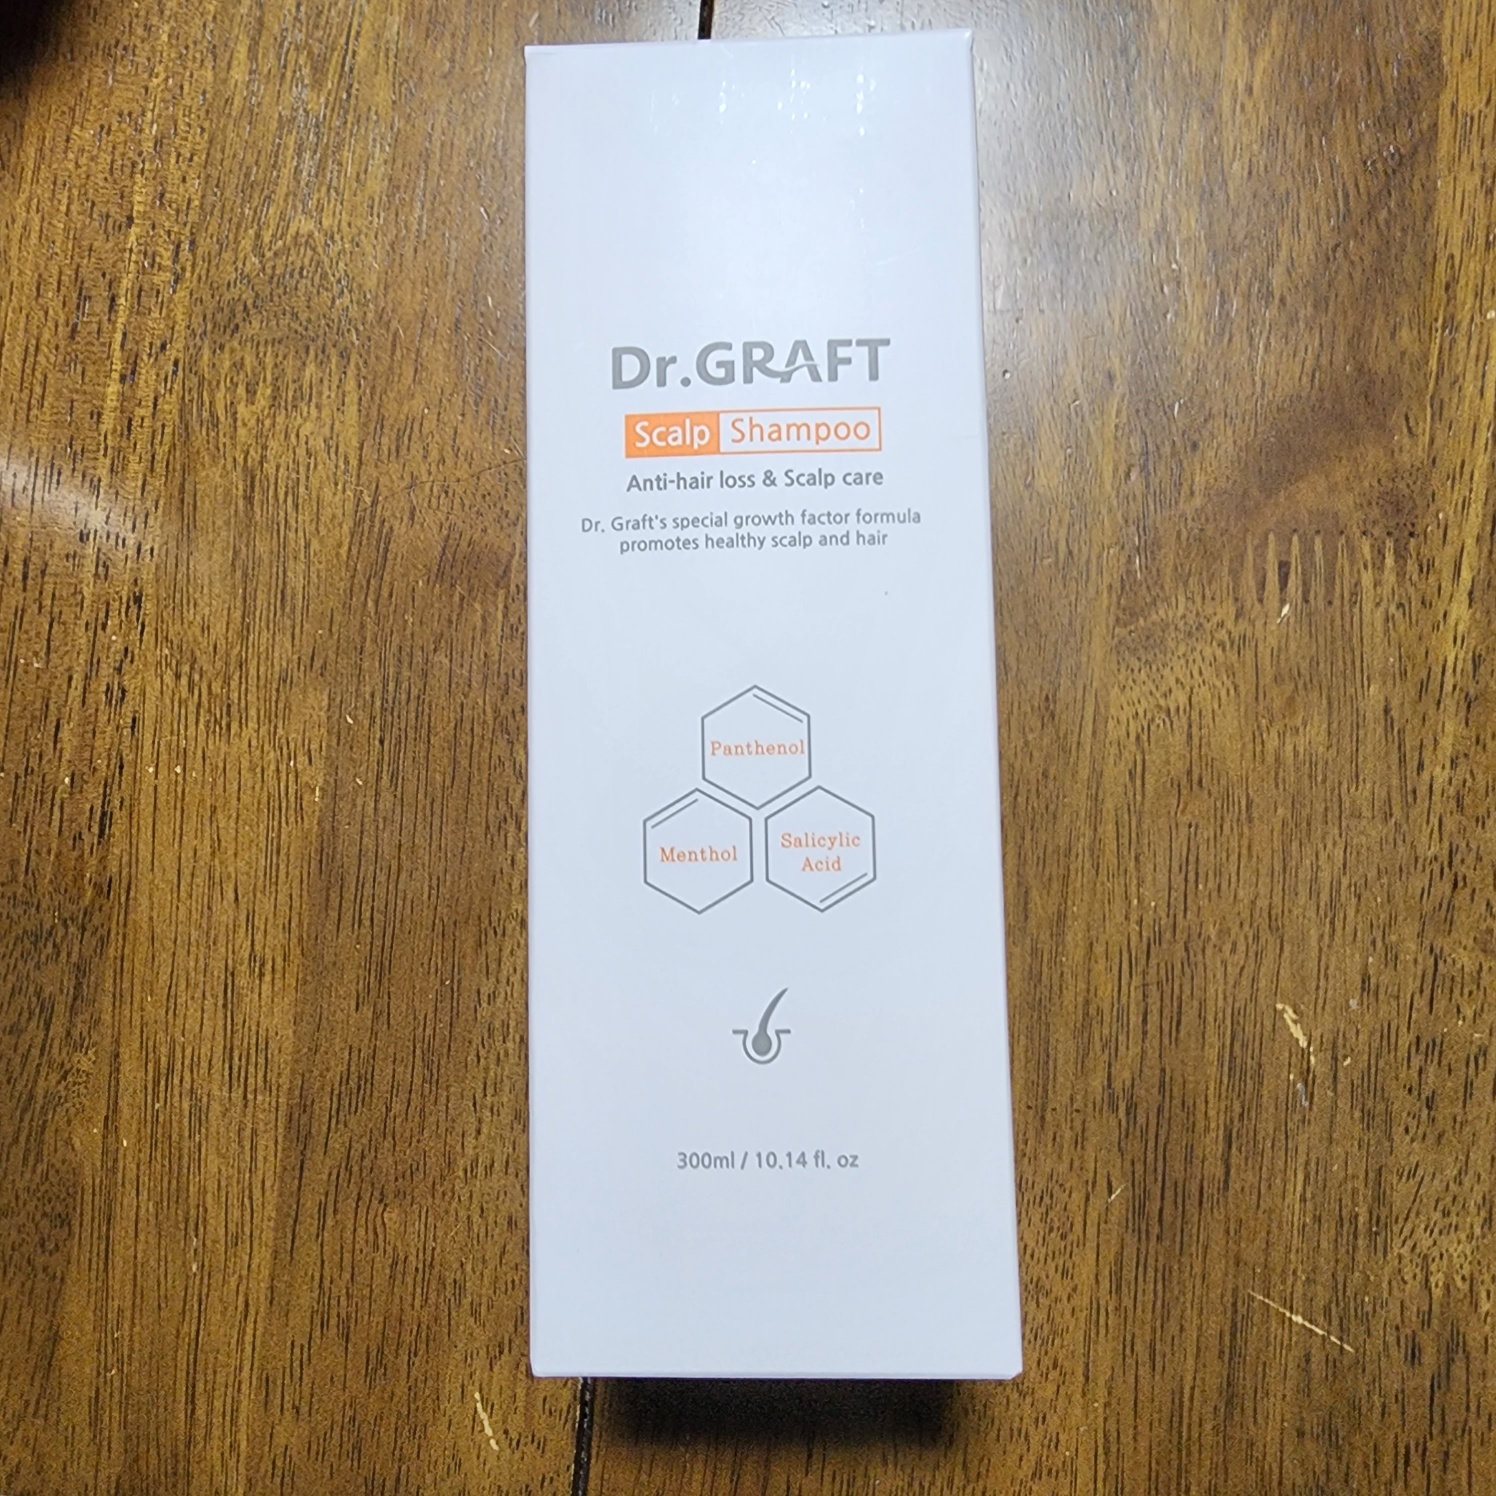 Dr.GRAFT
Scalp Shampoo
Anti-hair loss & Scalp care
Dr. Graft's special growth factor formula
promotes healthy scalp and hair
Panthenol
Menthol
Salicylic
Acid
300ml / 10.14 fl. oz